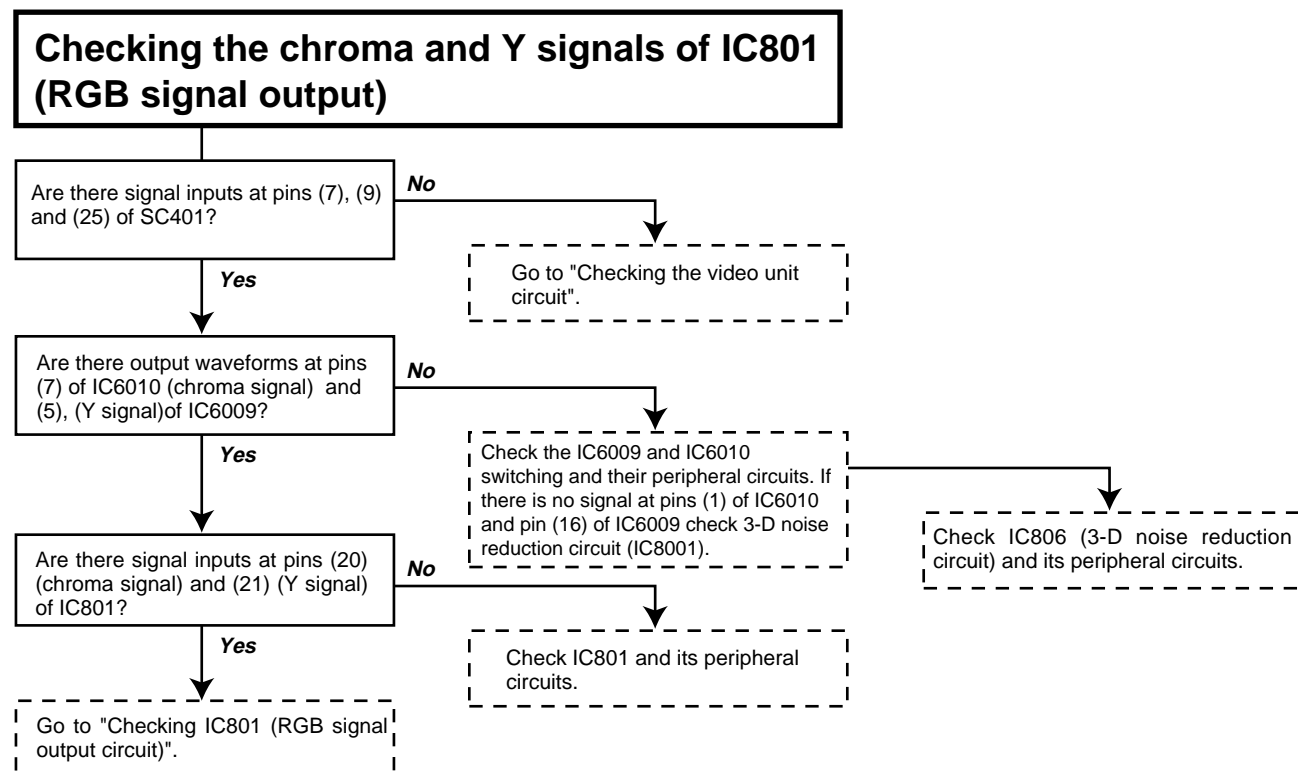 Checking the chroma and Y signals of IC801
(RGB signal output)
Are there signal inputs at pins (7), (9)
and (25) of SC401?
No
Go to "Checking the video unit
circuit".
Yes
Are there output waveforms at pins
(7) of IC6010 (chroma signal)  and
(5), (Y signal)of IC6009?
No
Check the IC6009 and IC6010
switching and their peripheral circuits. If
there is no signal at pins (1) of IC6010
and pin (16) of IC6009 check 3-D noise
reduction circuit (IC8001).
Check IC806 (3-D noise reduction
circuit) and its peripheral circuits.
Yes
Are there signal inputs at pins (20)
(chroma signal) and (21) (Y signal)
of IC801?
No
Check IC801 and its peripheral
circuits.
Yes
Go to "Checking IC801 (RGB signal
output circuit)".